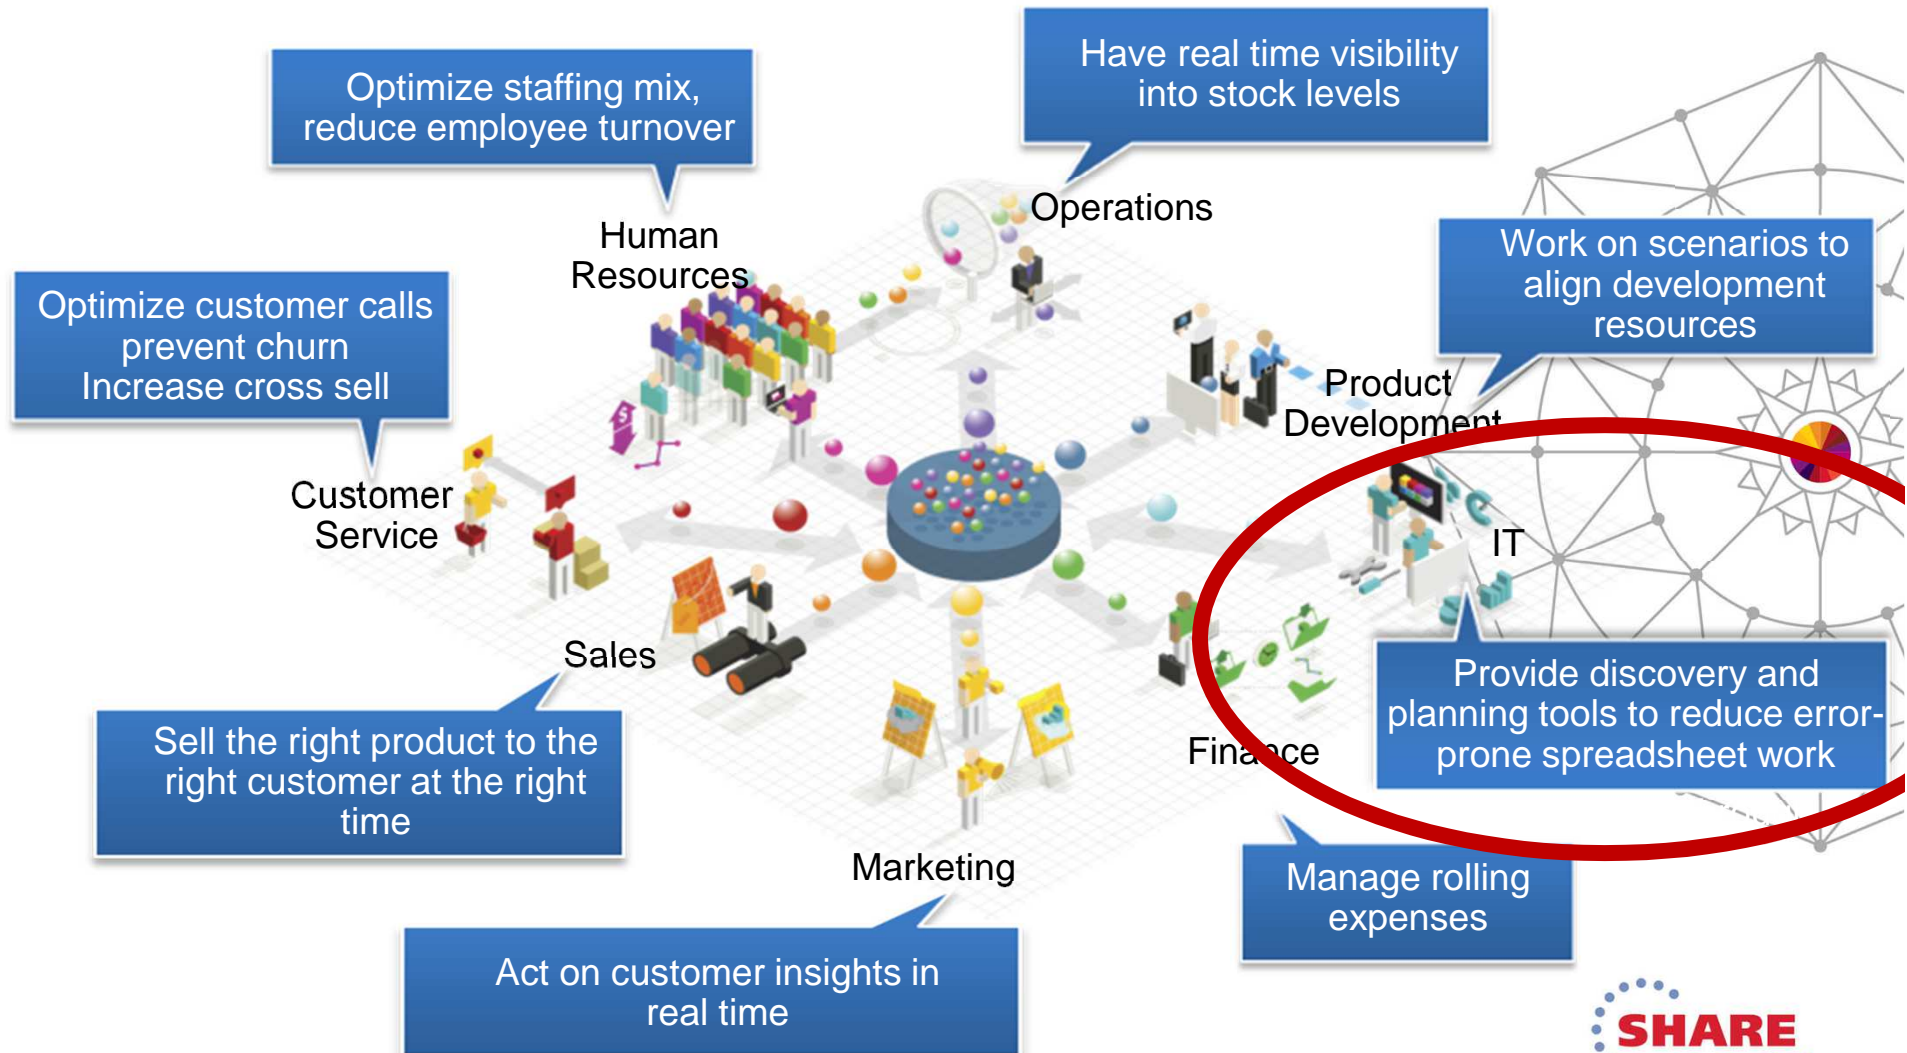 Have real time visibility
into stock levels
Optimize staffing mix,
reduce employee turnover
Operations
Human
Resources
Work on scenarios to
align development
resources
Optimize customer calls
prevent churn
Increase cross sell
Product
Development
Customer
Service
IT
Sales
Provide discovery and
planning tools to reduce error-
prone spreadsheet work
Sell the right product to the
right customer at the right
time
Finance
Marketing
Manage rolling
expenses
Act on customer insights in
real time
SHARE